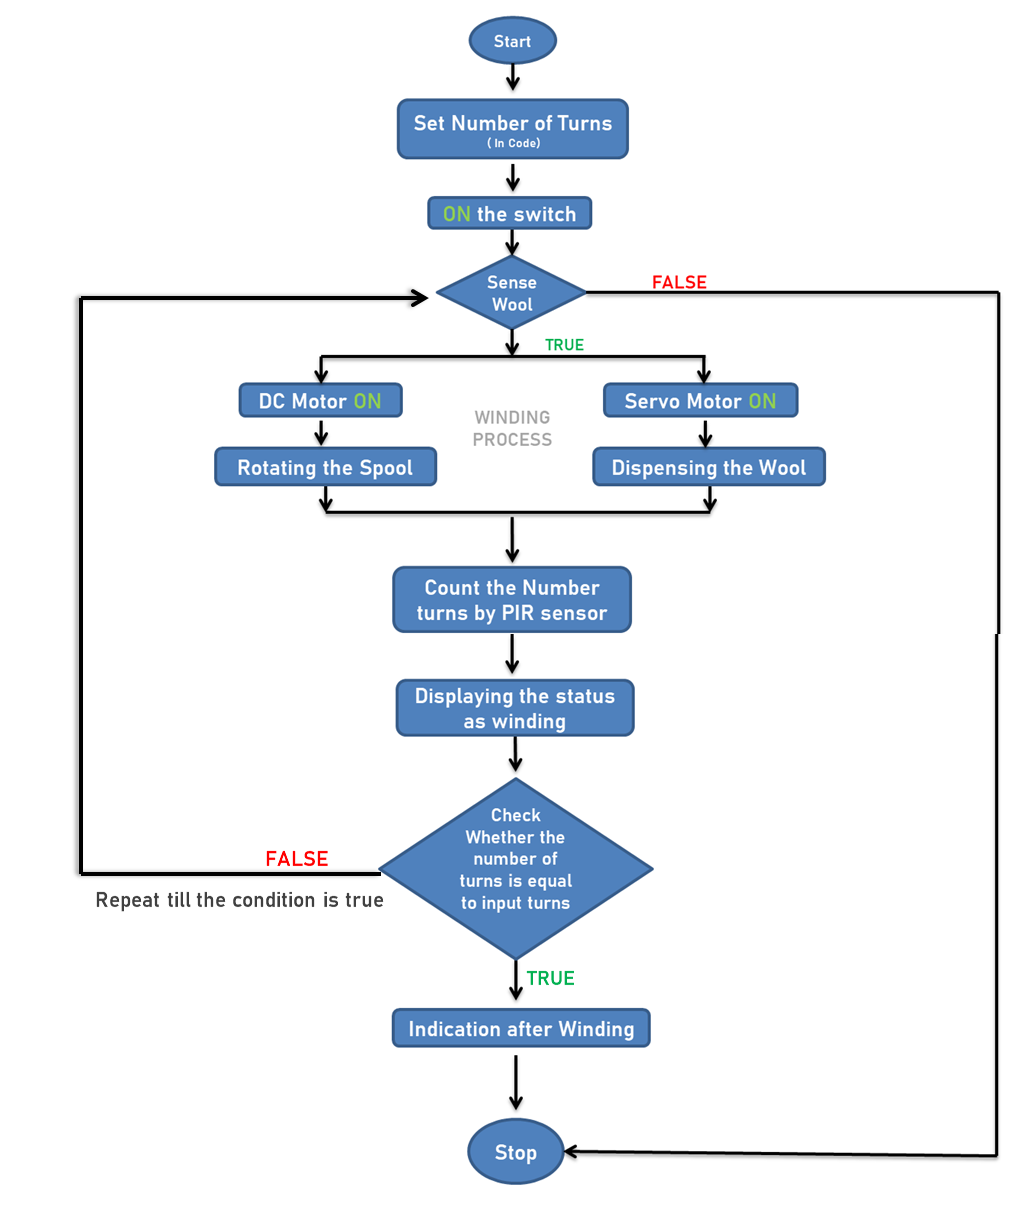 Start
Set Number of Turns
( In Code)
ON the switch
Sense
Wool
FALSE
TRUE
DC Motor ON
Servo Motor ON
WINDING
PROCESS
Rotating the Spool
Dispensing the Wool
Count the Number
turns by PIR sensor
Displaying the status
as winding
Check
Whether the
number of
turns is equal
to input turns
FALSE
Repeat till the condition is true
TRUE
Indication after Winding
Stop